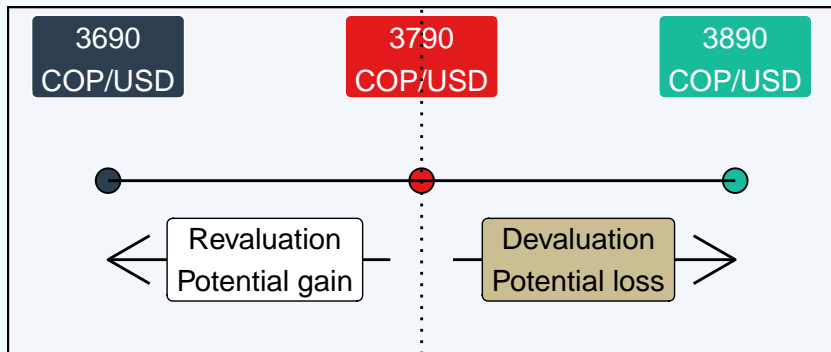 3690
COP/USD
3790
COP/USD
3890
COP/USD
Revaluation
Potential gain
Devaluation
Potential loss